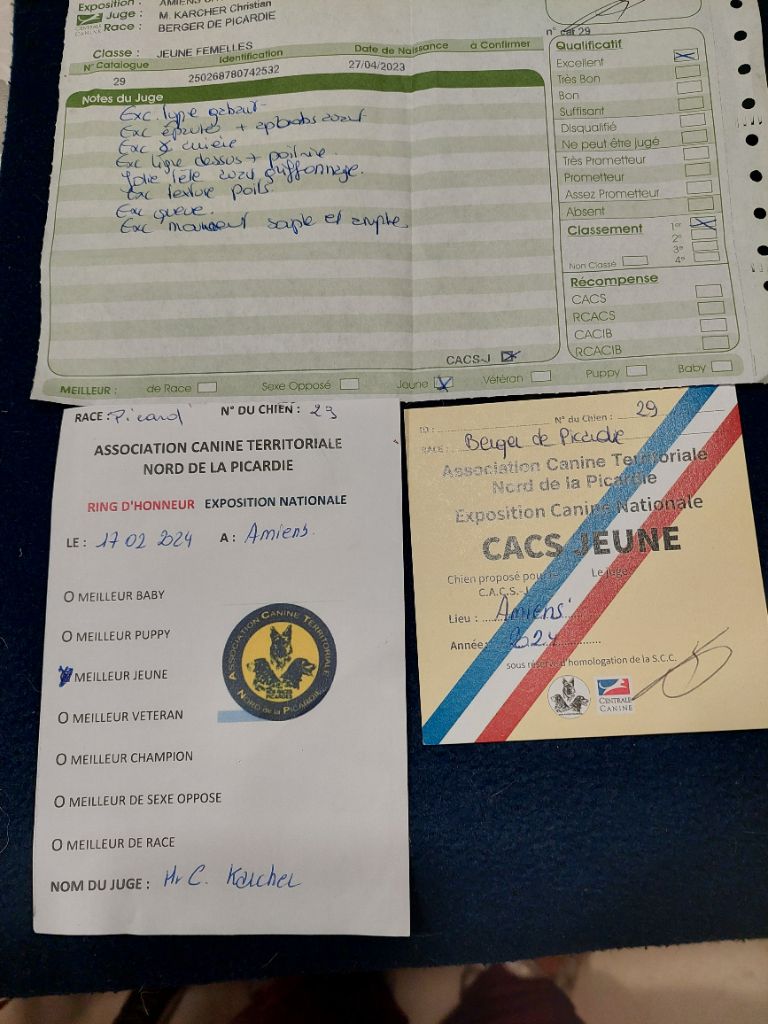 Exposition : AMIENS
Juge : M. KARCHER Christian
Race : BERGER DE PICARDIE
CENTRALE CANINE
Classe : JEUNE FEMELLES
N° Catalogue Identification Date de Naissance à Confirmer
29 250268780742532 27/04/2023
Notes du Juge
Exc. type gabarit
Exc épaules +
Exc
Exc ligne dessus + poitrine.
Jolie tête
Exc texture poils.
Exc queue.
Exc souple et ample
CACS-J
n° cat 29
Qualificatif
Excellent
Très Bon
Bon
Suffisant
Disqualifié
Ne peut être Jugé
Très Prometteur
Prometteur
Assez Prometteur
Absent
Classement 1er
2e
3e
Non Classé 4e
Récompense
CACS
RCACS
CACIB
RCACIB
MEILLEUR : de Race Sexe Opposé Jeune Vétéran Puppy Baby
RACE : Picard N° DU CHIEN : 29
ASSOCIATION CANINE TERRITORIALE
NORD DE LA PICARDIE
RING D'HONNEUR EXPOSITION NATIONALE
LE : 17 02 2024 A : Amiens.
O MEILLEUR BABY
O MEILLEUR PUPPY
MEILLEUR JEUNE
O MEILLEUR VETERAN
O MEILLEUR CHAMPION
O MEILLEUR DE SEXE OPPOSE
O MEILLEUR DE RACE
NOM DU JUGE : Mr C. Karcher
ASSOCIATION CANINE TERRITORIALE
NORD de la PICARDIE
N° du Chien : 29
RACE : Berger de Picardie
Association Canine Territoriale
Nord de la Picardie
Exposition Canine Nationale
CACS JEUNE
Chien proposé pour le Le juge
C.A.C.S.-J
Lieu : Amiens
Année : 2024
sous réserve d'homologation de la S.C.C.
CENTRALE
CANINE